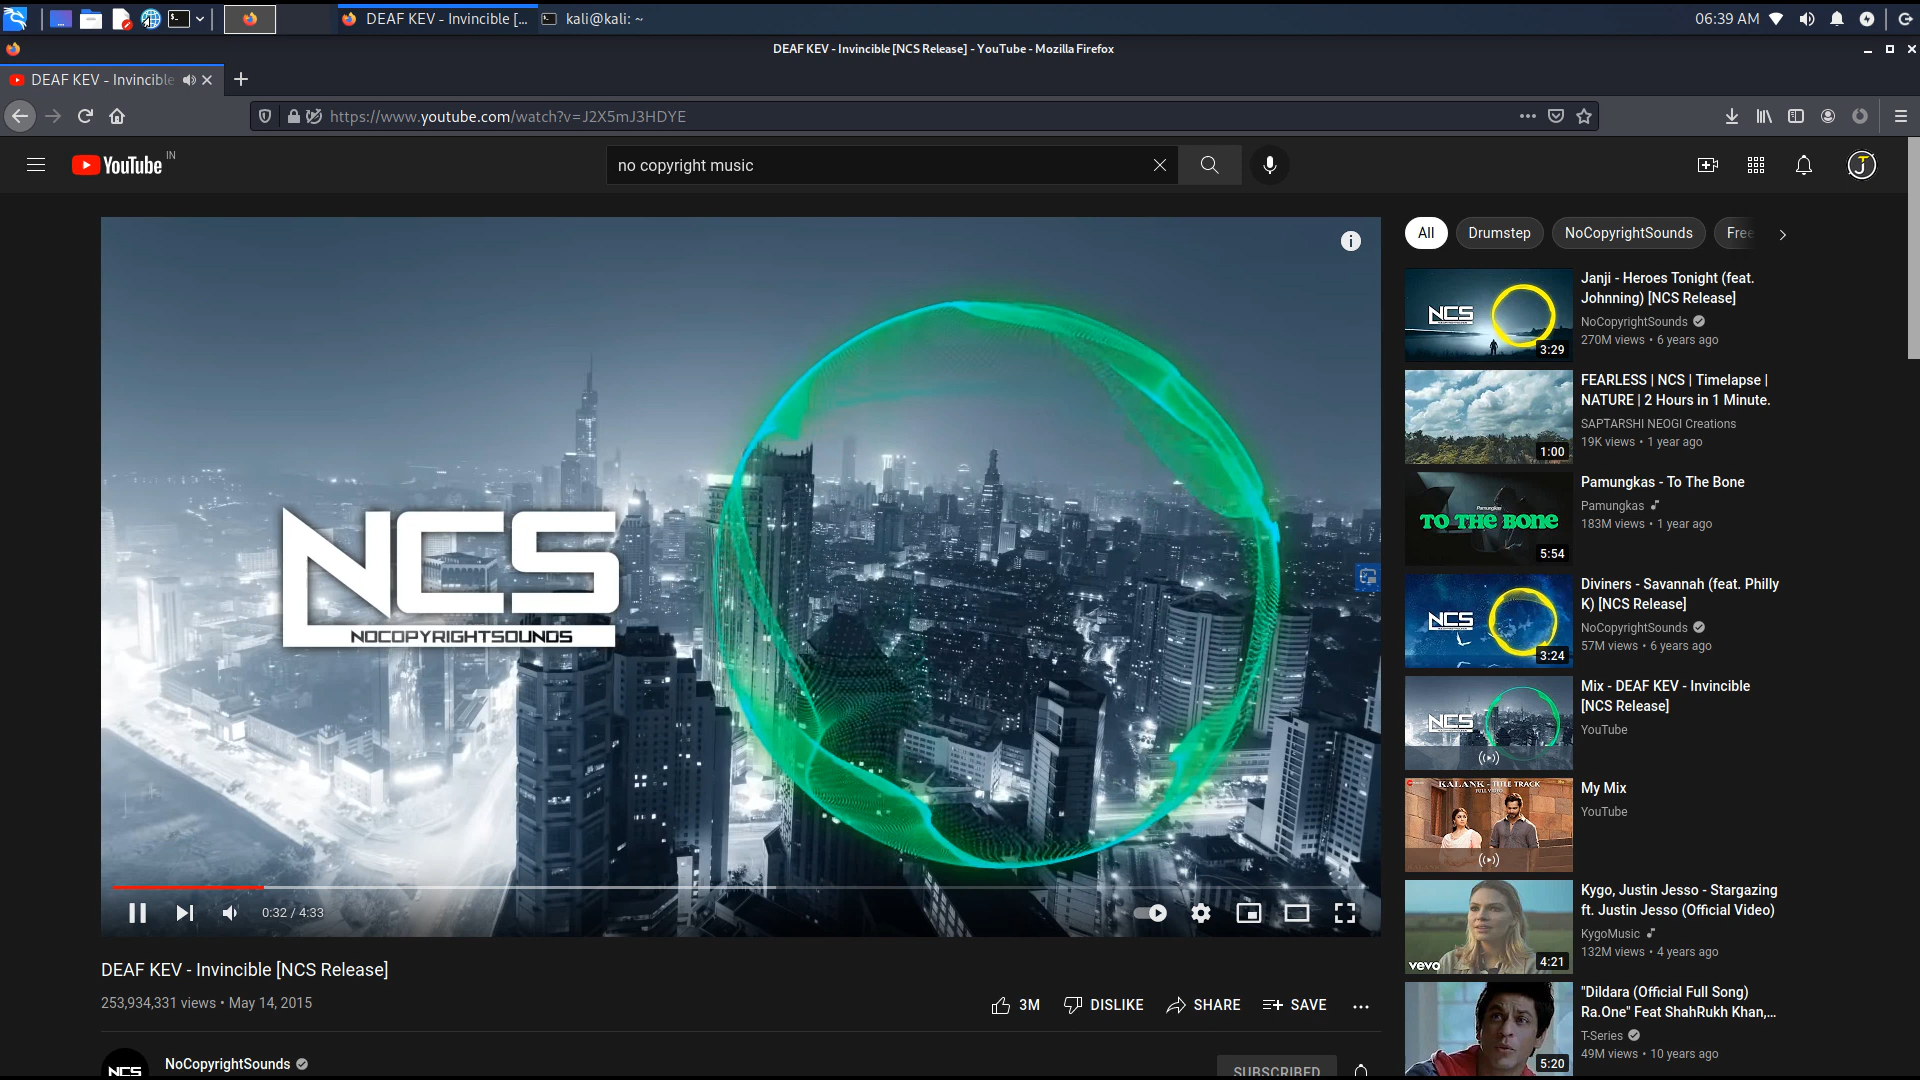 DEAF KEV - Invincible [...
kali@kali: ~
06:39 AM
DEAF KEV - Invincible [NCS Release] - YouTube - Mozilla Firefox
DEAF KEV - Invincible
https://www.youtube.com/watch?v=J2X5mJ3HDYE
YouTube IN
no copyright music
All
Drumstep
NoCopyrightSounds
Free
NCS
NOCOPYRIGHTSOUNDS
0:32 / 4:33
DEAF KEV - Invincible [NCS Release]
253,934,331 views • May 14, 2015
3M
DISLIKE
SHARE
SAVE
...
NCS
NoCopyrightSounds
SUBSCRIBED
NCS
3:29
Janji - Heroes Tonight (feat.
Johnning) [NCS Release]
NoCopyrightSounds
270M views • 6 years ago
1:00
FEARLESS | NCS | Timelapse |
NATURE | 2 Hours in 1 Minute.
SAPTARSHI NEOGI Creations
19K views • 1 year ago
Pamungkas
TO THE BONE
5:54
Pamungkas - To The Bone
Pamungkas
183M views • 1 year ago
NCS
3:24
Diviners - Savannah (feat. Philly
K) [NCS Release]
NoCopyrightSounds
57M views • 6 years ago
NCS
Mix - DEAF KEV - Invincible
[NCS Release]
YouTube
KALANK - TITLE TRACK
FULL VIDEO
My Mix
YouTube
vevo
4:21
Kygo, Justin Jesso - Stargazing
ft. Justin Jesso (Official Video)
KygoMusic
132M views • 4 years ago
5:20
"Dildara (Official Full Song)
Ra.One" Feat ShahRukh Khan,...
T-Series
49M views • 10 years ago